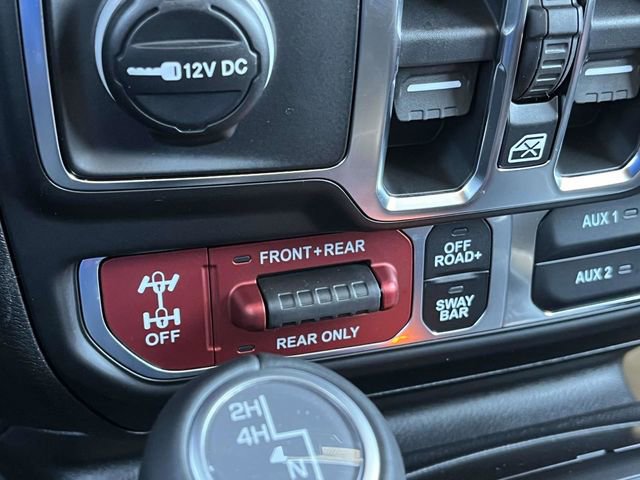 12V DC
FRONT+REAR
OFF
REAR ONLY
OFF
ROAD+
SWAY
BAR
AUX 1
AUX 2
2H
4H
N